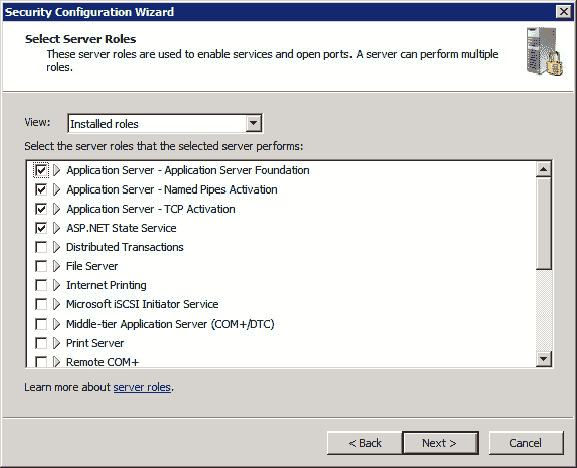 Security Configuration Wizard
Select Server Roles
These server roles are used to enable services and open ports. A server can perform multiple
roles.
View:
Installed roles
Select the server roles that the selected server performs:
Application Server - Application Server Foundation
Application Server - Named Pipes Activation
Application Server - TCP Activation
ASP.NET State Service
Distributed Transactions
File Server
Internet Printing
Microsoft iSCSI Initiator Service
Middle-tier Application Server (COM+/DTC)
Print Server
Remote COM+
Learn more about server roles.
< Back
Next >
Cancel